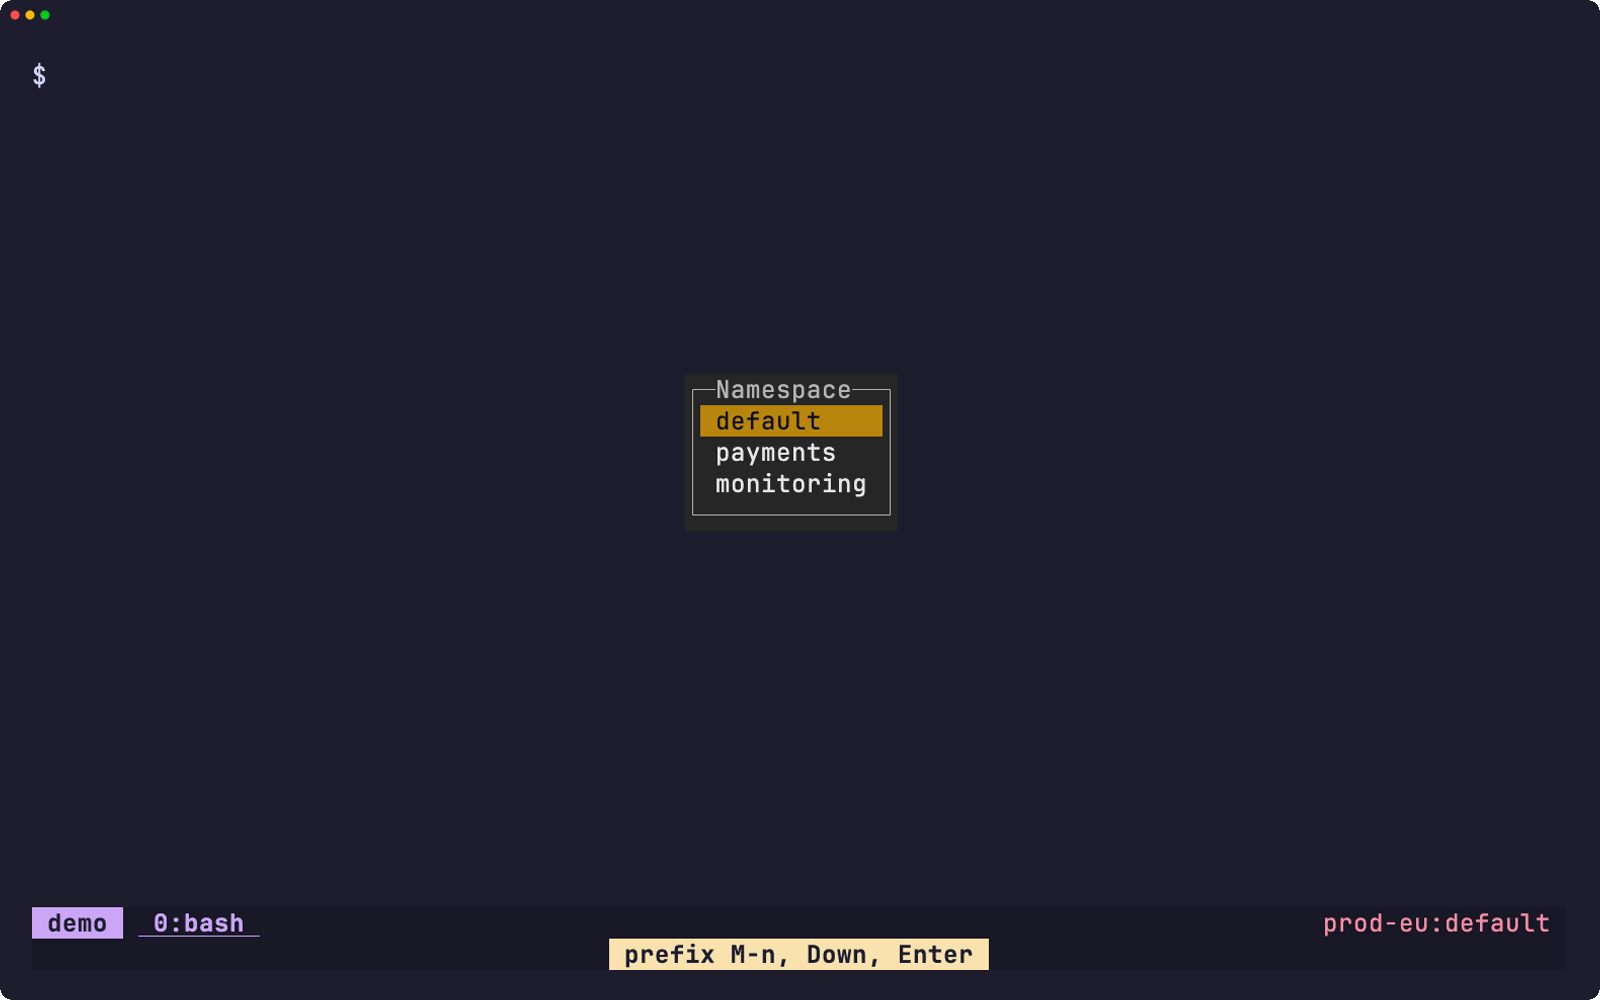 $
Namespace
default
payments
monitoring
demo 0:bash prod-eu:default
prefix M-n, Down, Enter